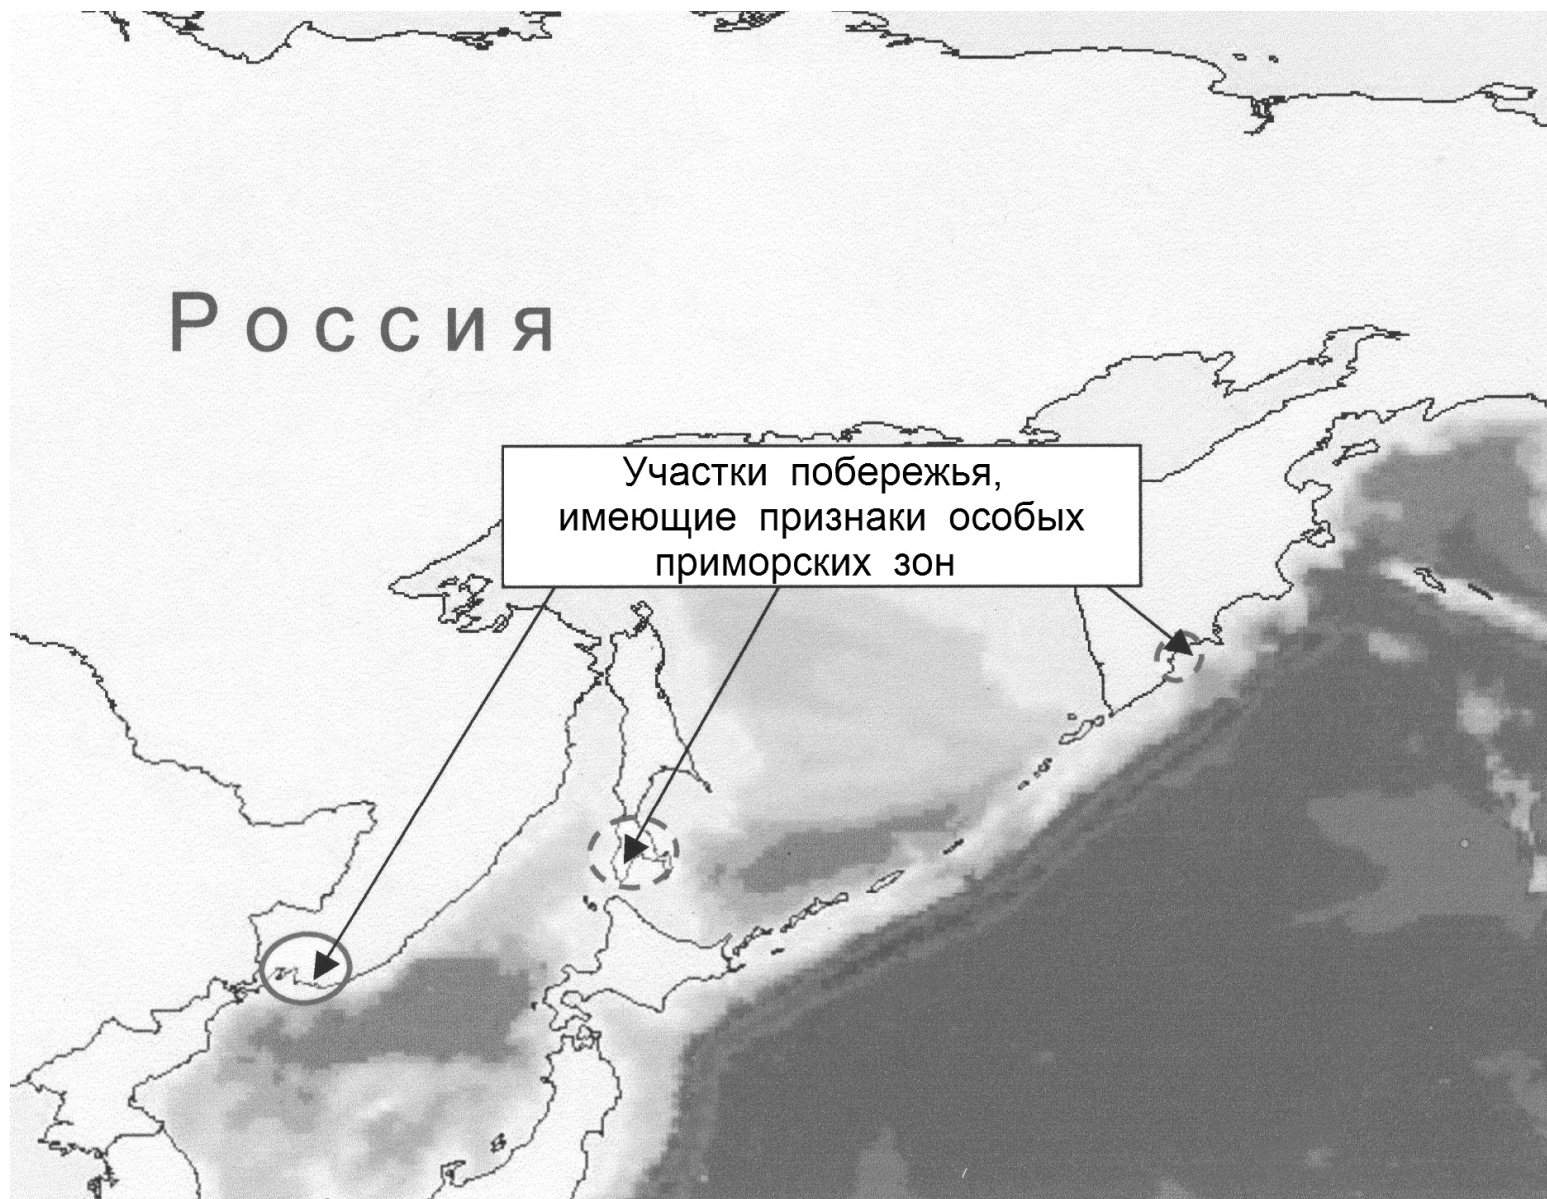 Россия
Участки побережья,
имеющие признаки особых
приморских зон